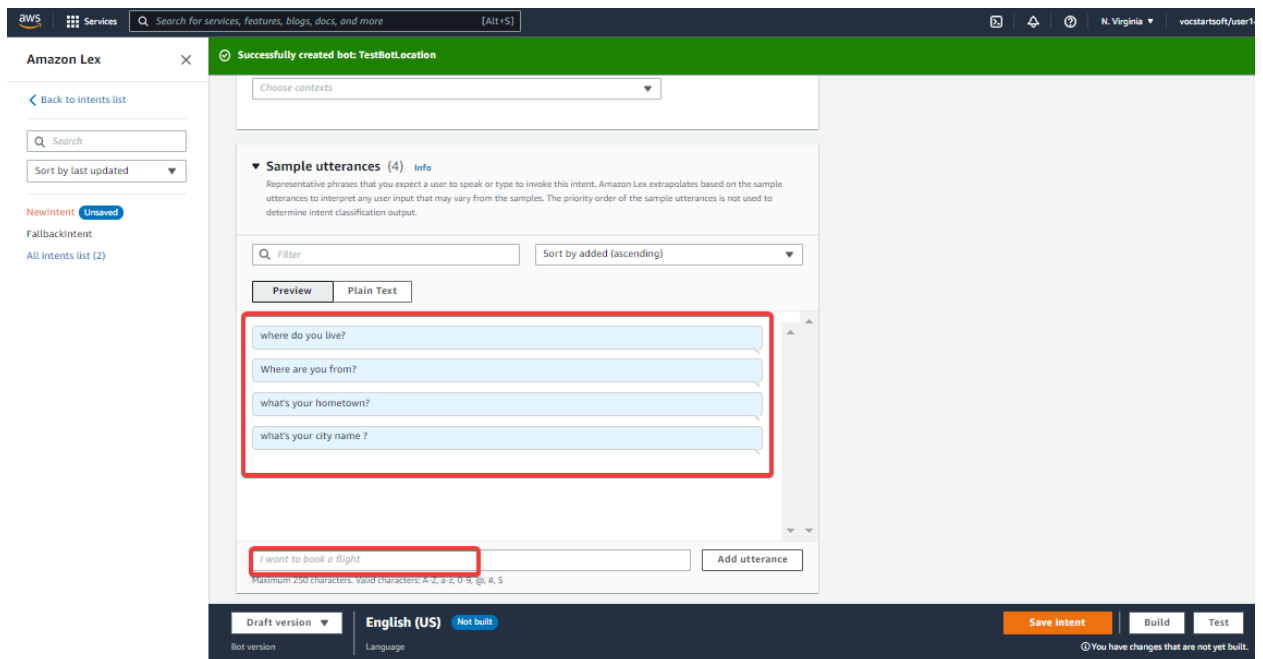 aws
Services
Search for services, features, blogs, docs, and more
[Alt+S]
N. Virginia
vocstartsoft/user1
Amazon Lex
Successfully created bot: TestBotLocation
Back to intents list
Search
Sort by last updated
NewIntent Unsaved
FallbackIntent
All intents list (2)
Choose contexts
Sample utterances (4) Info
Representative phrases that you expect a user to speak or type to invoke this intent. Amazon Lex extrapolates based on the sample
utterances to interpret any user input that may vary from the samples. The priority order of the sample utterances is not used to
determine intent classification output.
Filter
Sort by added (ascending)
Preview
Plain Text
where do you live?
Where are you from?
what's your hometown?
what's your city name ?
I want to book a flight
Add utterance
Maximum 250 characters. Valid characters: A-Z, a-z, 0-9, @, #, $
Draft version
Bot version
English (US) Not built
Language
Save intent
Build
Test
You have changes that are not yet built.